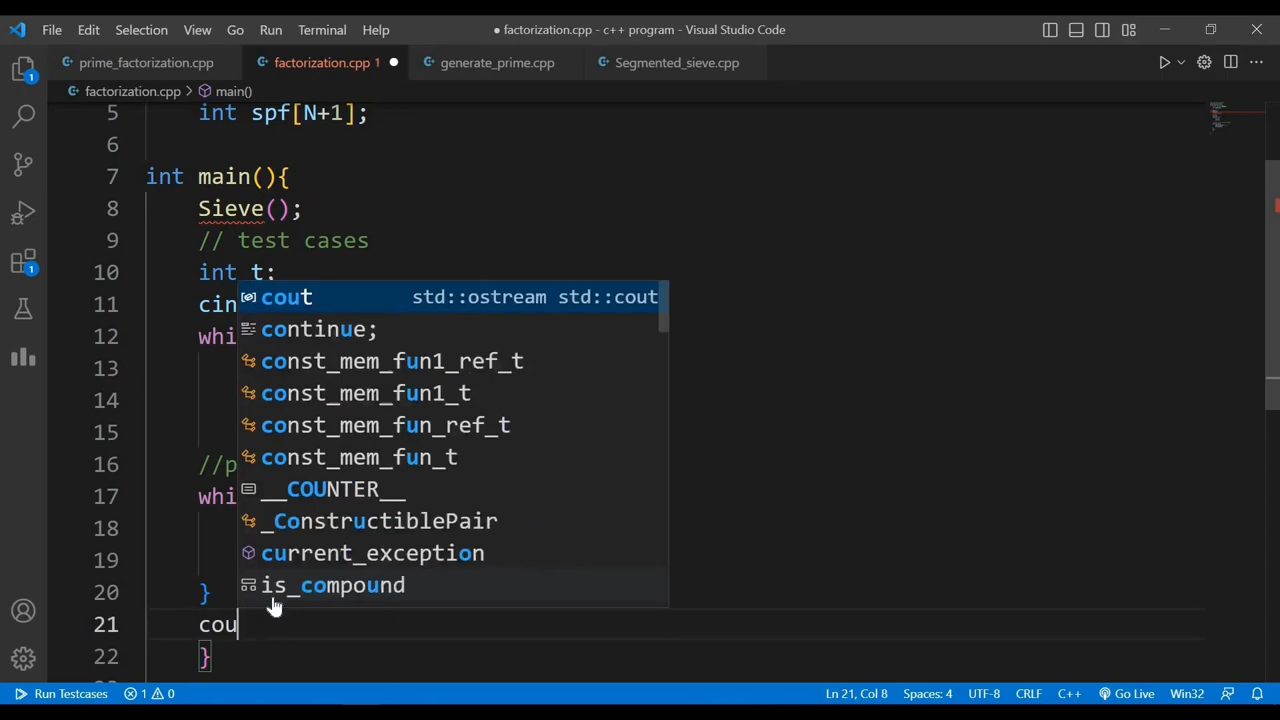 File Edit Selection View Go Run Terminal Help ● factorization.cpp - c++ program - Visual Studio Code
prime_factorization.cpp factorization.cpp 1 ● generate_prime.cpp Segmented_sieve.cpp
factorization.cpp > main()
5 int spf[N+1];
6
7 int main(){
8 Sieve();
9 // test cases
10 int t;
cout std::ostream std::cout
11 cin
continue;
12 whi
const_mem_fun1_ref_t
13
const_mem_fun1_t
14
const_mem_fun_ref_t
15
const_mem_fun_t
16 //p
__COUNTER__
17 whi
_ConstructiblePair
18
current_exception
19
is_compound
20 }
21 cou
22 }
Run Testcases 1 0 Ln 21, Col 8 Spaces: 4 UTF-8 CRLF C++ Go Live Win32
1
1